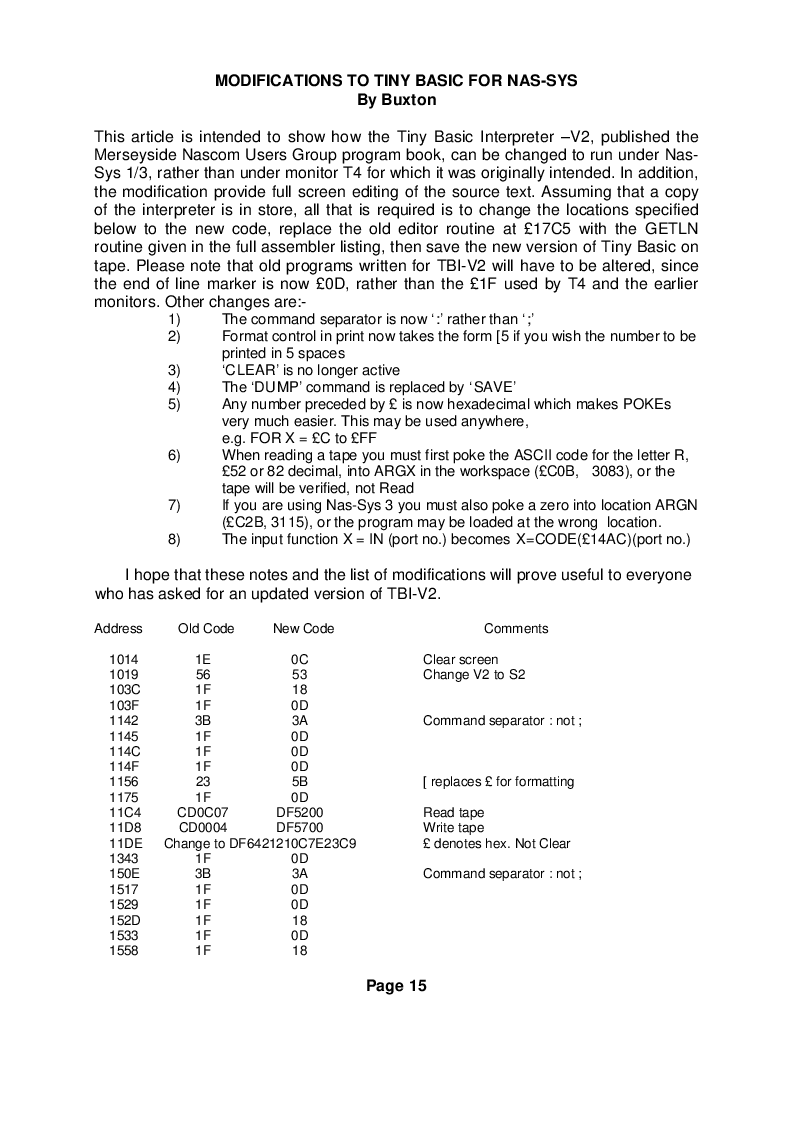 MODIFICATIONS TO TINY BASIC FOR NAS-SYS
By Buxton
This article is intended to show how the Tiny Basic Interpreter –V2, published the
Merseyside Nascom Users Group program book, can be changed to run under Nas-
Sys 1/3, rather than under monitor T4 for which it was originally intended. In addition,
the modification provide full screen editing of the source text. Assuming that a copy
of the interpreter is in store, all that is required is to change the locations specified
below to the new code, replace the old editor routine at £17C5 with the GETLN
routine given in the full assembler listing, then save the new version of Tiny Basic on
tape. Please note that old programs written for TBI-V2 will have to be altered, since
the end of line marker is now £0D, rather than the £1F used by T4 and the earlier
monitors. Other changes are:-
1) The command separator is now ‘:’ rather than ‘;’
2) Format control in print now takes the form [5 if you wish the number to be
printed in 5 spaces
3) ‘CLEAR’ is no longer active
4) The ‘DUMP’ command is replaced by ‘SAVE’
5) Any number preceded by £ is now hexadecimal which makes POKEs
very much easier. This may be used anywhere,
e.g. FOR X = £C to £FF
6) When reading a tape you must first poke the ASCII code for the letter R,
£52 or 82 decimal, into ARGX in the workspace (£C0B, 3083), or the
tape will be verified, not Read
7) If you are using Nas-Sys 3 you must also poke a zero into location ARGN
(£C2B, 3115), or the program may be loaded at the wrong location.
8) The input function X = IN (port no.) becomes X=CODE(£14AC)(port no.)
I hope that these notes and the list of modifications will prove useful to everyone
who has asked for an updated version of TBI-V2.
Address Old Code New Code Comments
1014 1E 0C Clear screen
1019 56 53 Change V2 to S2
103C 1F 18
103F 1F 0D
1142 3B 3A Command separator : not ;
1145 1F 0D
114C 1F 0D
114F 1F 0D
1156 23 5B [ replaces £ for formatting
1175 1F 0D
11C4 CD0C07 DF5200 Read tape
11D8 CD0004 DF5700 Write tape
11DE Change to DF6421210C7E23C9 £ denotes hex. Not Clear
1343 1F 0D
150E 3B 3A Command separator : not ;
1517 1F 0D
1529 1F 0D
152D 1F 18
1533 1F 0D
1558 1F 18
Page 15